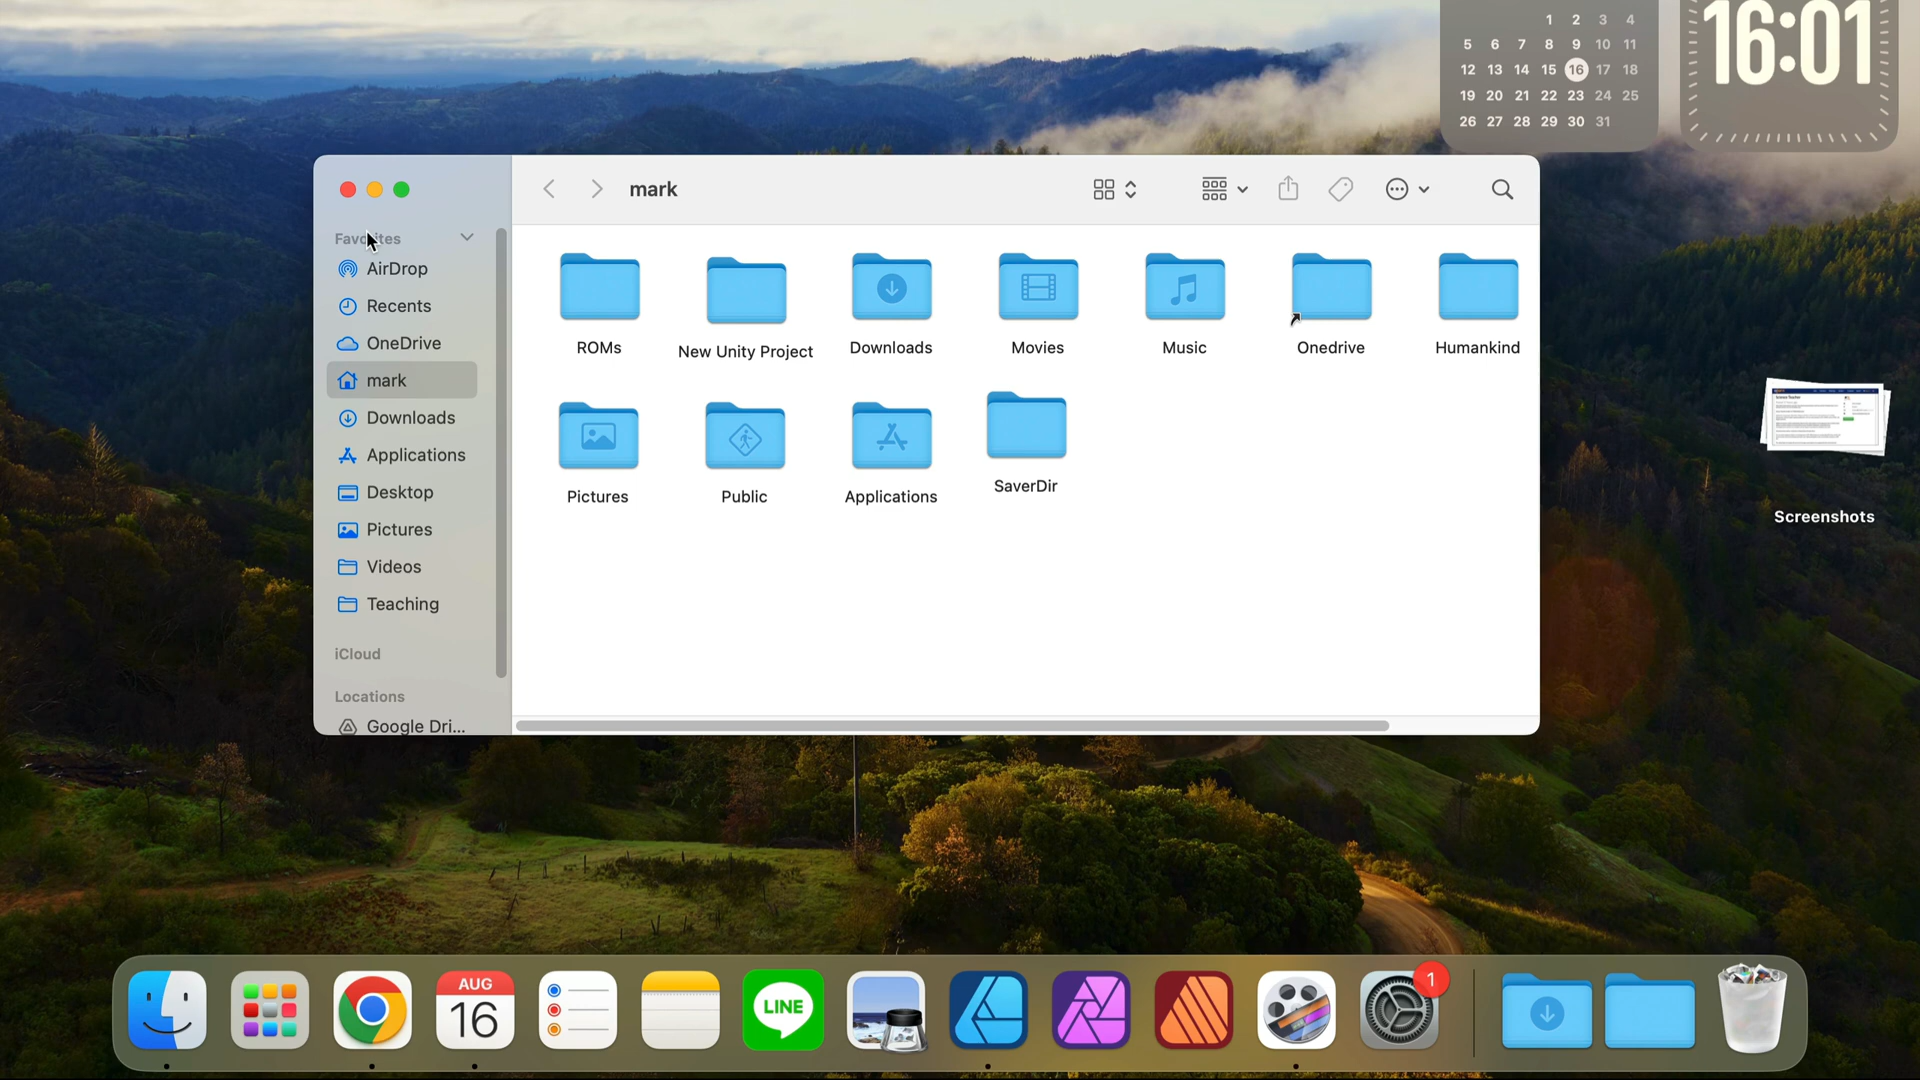 1 2 3 4
5 6 7 8 9 10 11
12 13 14 15 16 17 18
19 20 21 22 23 24 25
26 27 28 29 30 31
16:01
mark
Favorites
AirDrop
Recents
OneDrive
mark
Downloads
Applications
Desktop
Pictures
Videos
Teaching
iCloud
Locations
Google Dri...
ROMs
New Unity Project
Downloads
Movies
Music
Onedrive
Humankind
Pictures
Public
Applications
SaverDir
Screenshots
AUG
16
LINE
1